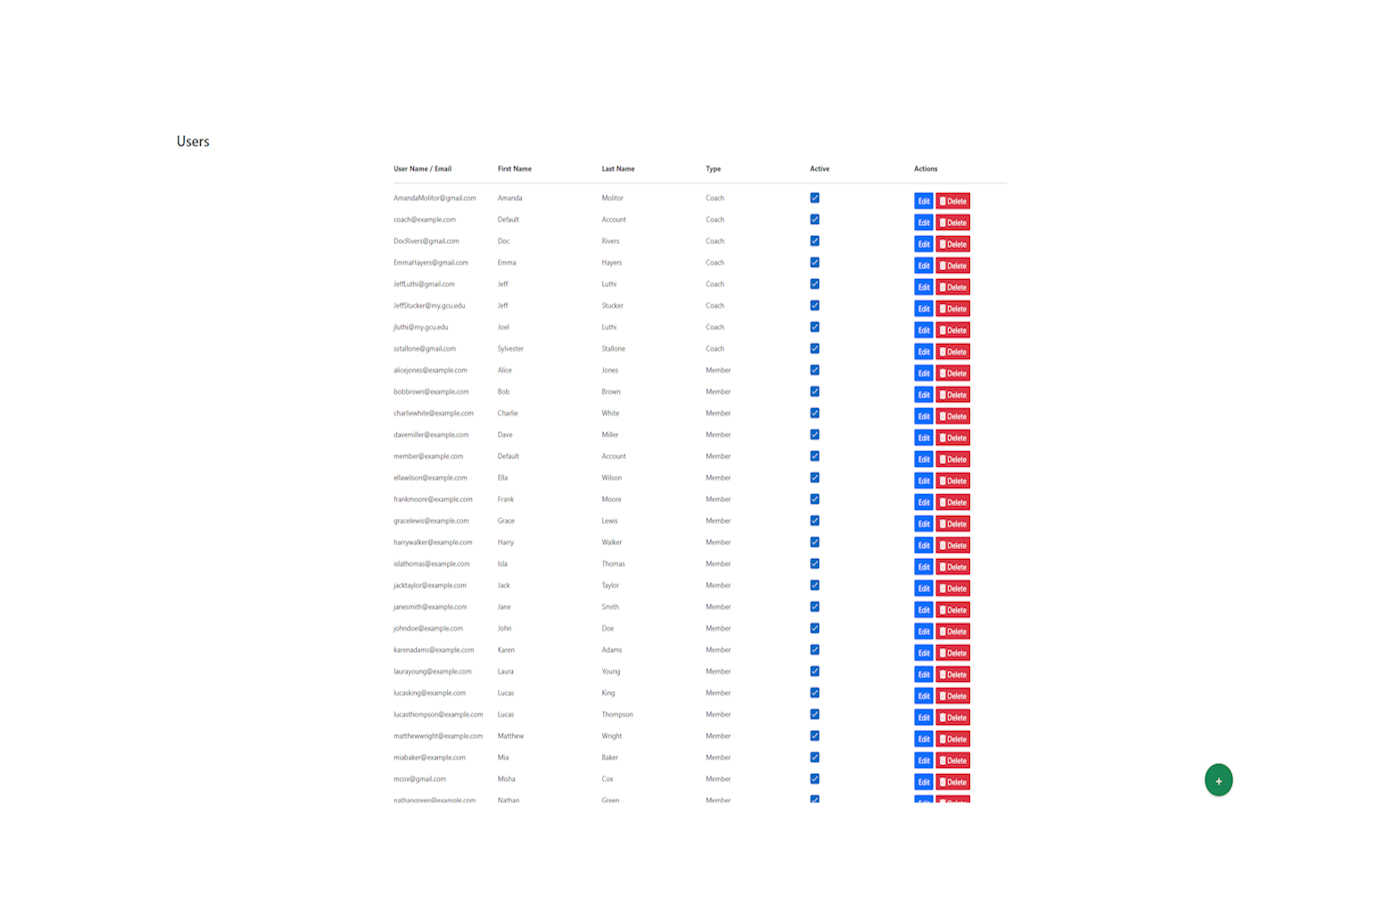 Users
User Name / Email First Name Last Name Type Active Actions
AmandaMolitor@gmail.com Amanda Molitor Coach Edit Delete
coach@example.com Default Account Coach Edit Delete
DocRivers@gmail.com Doc Rivers Coach Edit Delete
EmmaHayers@gmail.com Emma Hayers Coach Edit Delete
JeffLuthi@gmail.com Jeff Luthi Coach Edit Delete
JeffStucker@my.gcu.edu Jeff Stucker Coach Edit Delete
jluthi@my.gcu.edu Joel Luthi Coach Edit Delete
sstallone@gmail.com Sylvester Stallone Coach Edit Delete
alicejones@example.com Alice Jones Member Edit Delete
bobbrown@example.com Bob Brown Member Edit Delete
charliewhite@example.com Charlie White Member Edit Delete
davemiller@example.com Dave Miller Member Edit Delete
member@example.com Default Account Member Edit Delete
ellawilson@example.com Ella Wilson Member Edit Delete
frankmoore@example.com Frank Moore Member Edit Delete
gracelewis@example.com Grace Lewis Member Edit Delete
harrywalker@example.com Harry Walker Member Edit Delete
islathomas@example.com Isla Thomas Member Edit Delete
jacktaylor@example.com Jack Taylor Member Edit Delete
janesmith@example.com Jane Smith Member Edit Delete
johndoe@example.com John Doe Member Edit Delete
karenadams@example.com Karen Adams Member Edit Delete
laurayoung@example.com Laura Young Member Edit Delete
lucasking@example.com Lucas King Member Edit Delete
lucasthompson@example.com Lucas Thompson Member Edit Delete
matthewwright@example.com Matthew Wright Member Edit Delete
miabaker@example.com Mia Baker Member Edit Delete
mcox@gmail.com Misha Cox Member Edit Delete
nathangreen@example.com Nathan Green Member
+